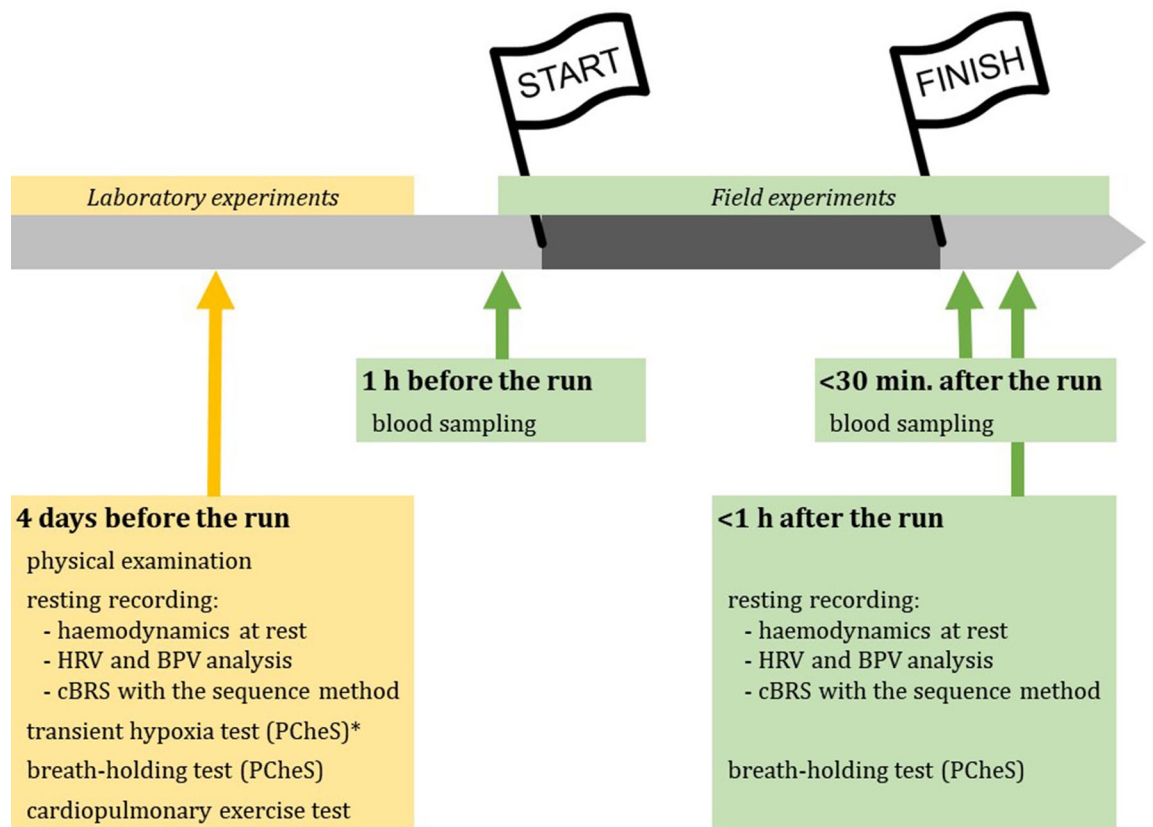 START
FINISH
Laboratory experiments
Field experiments
1 h before the run
blood sampling
<30 min. after the run
blood sampling
4 days before the run
physical examination
resting recording:
- haemodynamics at rest
- HRV and BPV analysis
- cBRS with the sequence method
transient hypoxia test (PCheS)*
breath-holding test (PCheS)
cardiopulmonary exercise test
<1 h after the run
resting recording:
- haemodynamics at rest
- HRV and BPV analysis
- cBRS with the sequence method
breath-holding test (PCheS)